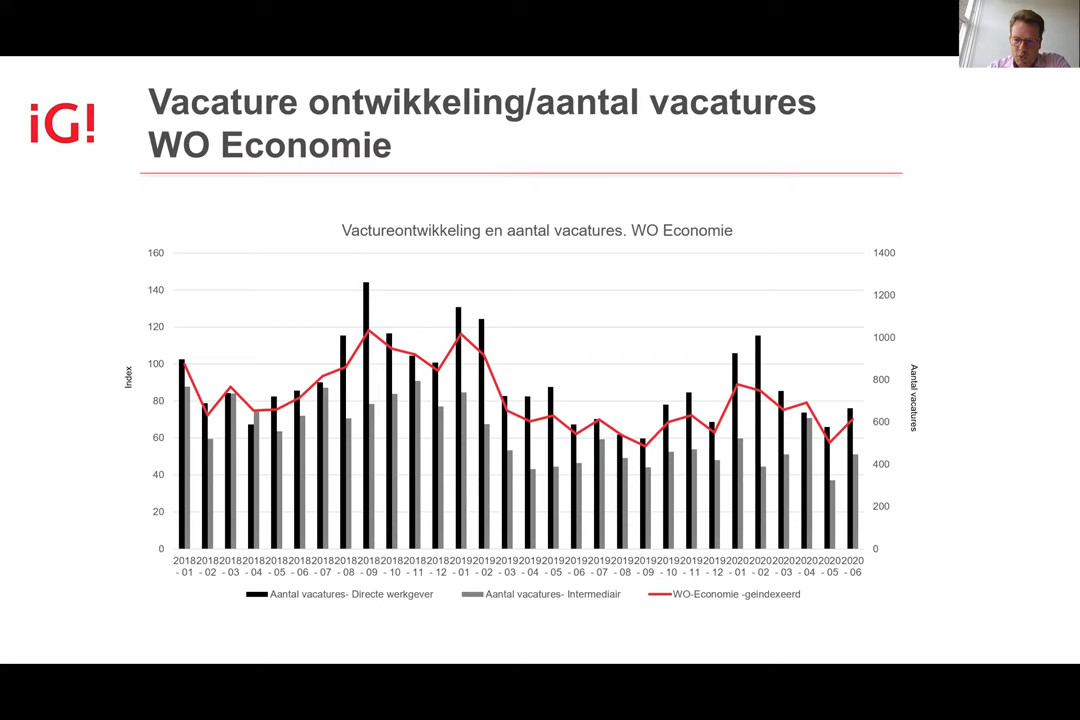 iG!
Vacature ontwikkeling/aantal vacatures
WO Economie
Vactureontwikkeling en aantal vacatures. WO Economie
160
140
120
100
80
60
40
20
0
Index
1400
1200
1000
800
600
400
200
0
Aantal vacatures
2018 2018 2018 2018 2018 2018 2018 2018 2018 2018 2018 2018 2019 2019 2019 2019 2019 2019 2019 2019 2019 2019 2019 2019 2020 2020 2020 2020 2020 2020
- 01 - 02 - 03 - 04 - 05 - 06 - 07 - 08 - 09 - 10 - 11 - 12 - 01 - 02 - 03 - 04 - 05 - 06 - 07 - 08 - 09 - 10 - 11 - 12 - 01 - 02 - 03 - 04 - 05 - 06
Aantal vacatures- Directe werkgever Aantal vacatures- Intermediair WO-Economie -geindexeerd